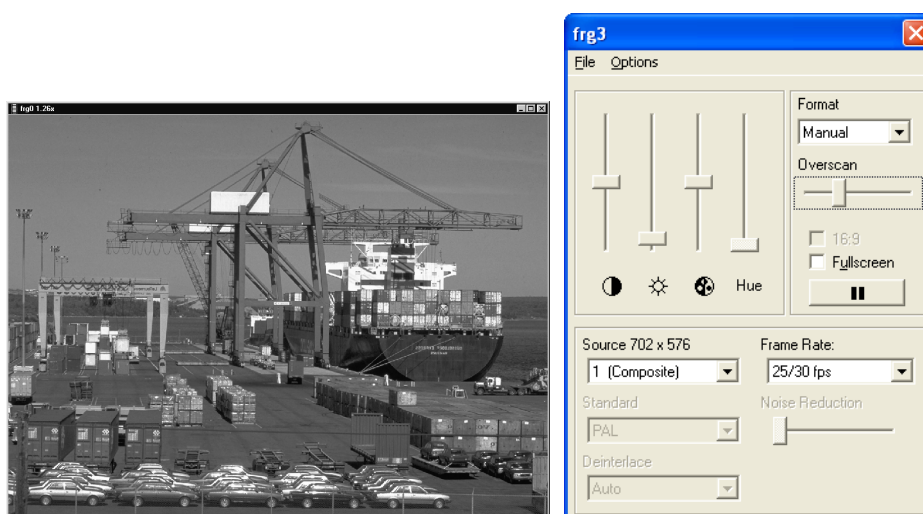 frg0 1.26x
frg3
File Options
Format
Manual
Overscan
16:9
Fullscreen
Hue
Source 702 x 576
1 (Composite)
Frame Rate:
25/30 fps
Standard
PAL
Noise Reduction
Deinterlace
Auto